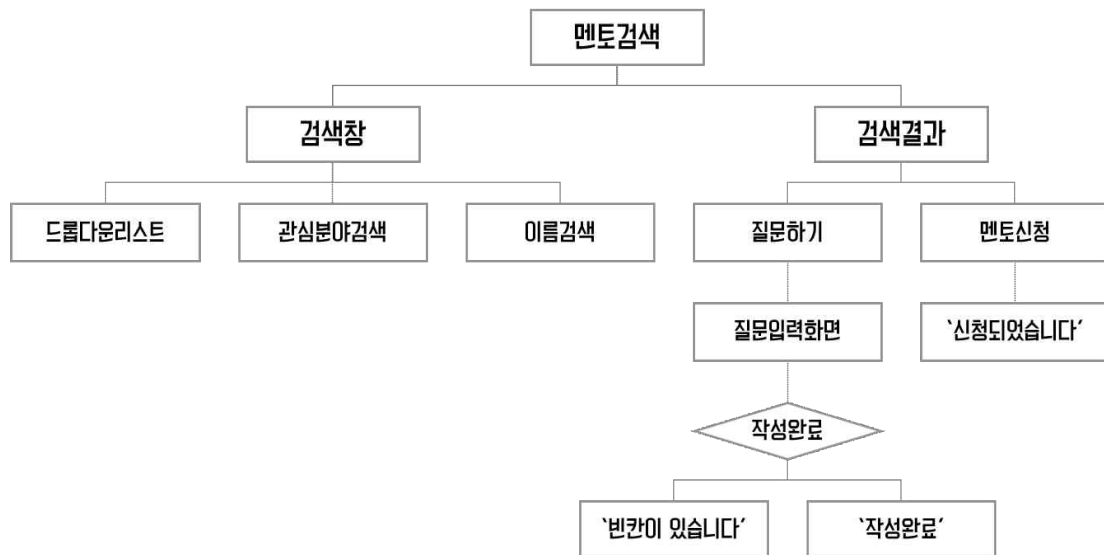 멘토검색
검색창
검색결과
드롭다운리스트
관심분야검색
이름검색
질문하기
멘토신청
질문입력화면
‘신청되었습니다’
작성완료
‘빈칸이 있습니다’
‘작성완료’